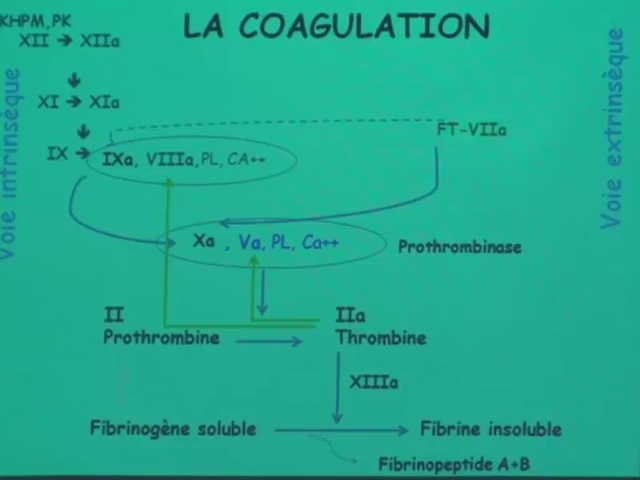 LA COAGULATION
KHPM,PK
XII → XIIa
XI → XIa
IX →
IXa, VIIIa, PL, CA++
FT-VIIa
Voie intrinsèque
Voie extrinsèque
Xa , Va, PL, Ca++
Prothrombinase
II
Prothrombine
IIa
Thrombine
XIIIa
Fibrinogène soluble
Fibrine insoluble
Fibrinopeptide A+B